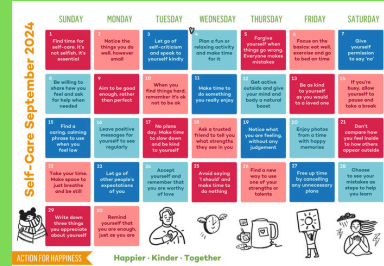 Self-Care September 2024
SUNDAY MONDAY TUESDAY WEDNESDAY THURSDAY FRIDAY SATURDAY
1
Find time for
self-care. It's
not selfish, it's
essential
2
Notice the
things you do
well, however
small
3
Let go of
self-criticism
and speak to
yourself kindly
4
Plan a fun or
relaxing activity
and make time
for it
5
Forgive
yourself when
things go wrong.
Everyone makes
mistakes
6
Focus on the
basics: eat well,
exercise and go
to bed on time
7
Give
yourself
permission
to say 'no'
8
Be willing to
share how you
feel and ask
for help when
needed
9
Aim to be good
enough, rather
than perfect
10
When you
find things hard,
remember it's ok
not to be ok
11
Make time to
do something
you really enjoy
12
Get active
outside and give
your mind and
body a natural
boost
13
Be as kind
to yourself
as you would
to a loved one
14
If you're
busy, allow
yourself to
pause and
take a break
15
Find a
caring, calming
phrase to use
when you
feel low
16
Leave positive
messages for
yourself to see
regularly
17
No plans
day. Make time
to slow down
and be kind
to yourself
18
Ask a trusted
friend to tell you
what strengths
they see in you
19
Notice what
you are feeling,
without any
judgement
20
Enjoy photos
from a time
with happy
memories
21
Don't
compare how
you feel inside
to how others
appear outside
22
Take your time.
Make space to
just breathe
and be still
23
Let go of
other people's
expectations
of you
24
Accept
yourself and
remember that
you are worthy
of love
25
Avoid saying
'I should' and
make time to
do nothing
26
Find a new
way to use
one of your
strengths or
talents
27
Free up time
by canceling
any unnecessary
plans
28
Choose
to see your
mistakes as
steps to help
you learn
29
Write down
three things
you appreciate
about yourself
30
Remind
yourself that
you are enough,
just as you are
ACTION FOR HAPPINESS
Happier · Kinder · Together